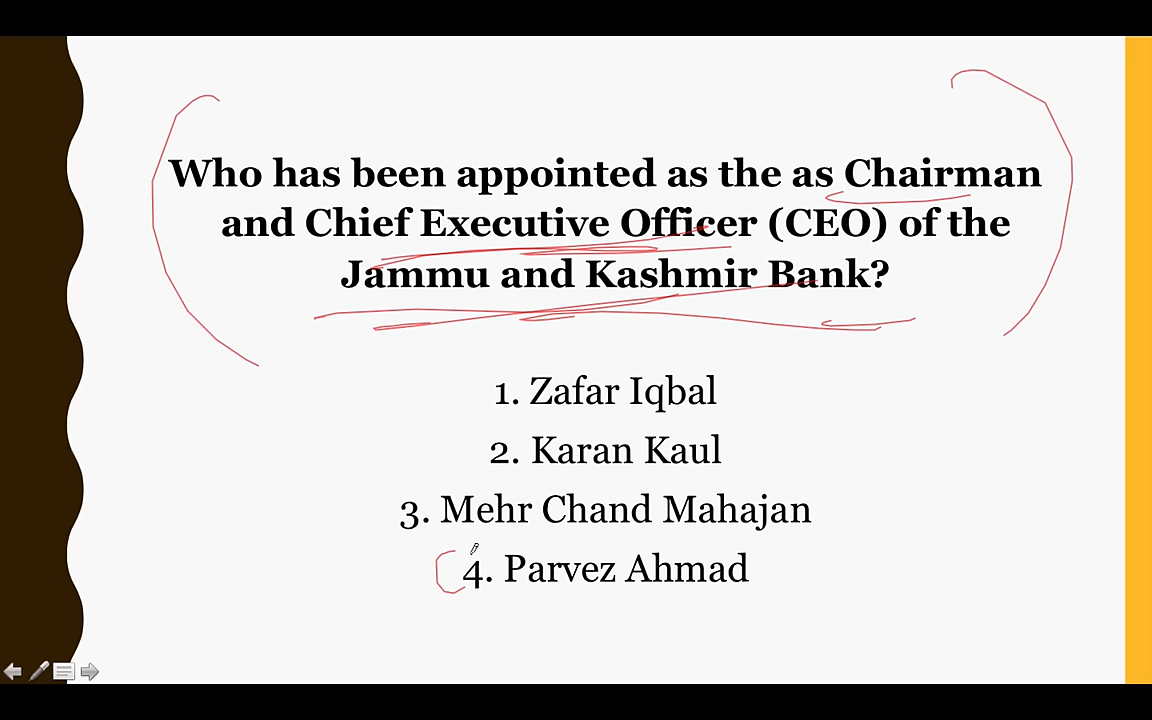 Who has been appointed as the as Chairman
and Chief Executive Officer (CEO) of the
Jammu and Kashmir Bank?
1. Zafar Iqbal
2. Karan Kaul
3. Mehr Chand Mahajan
4. Parvez Ahmad